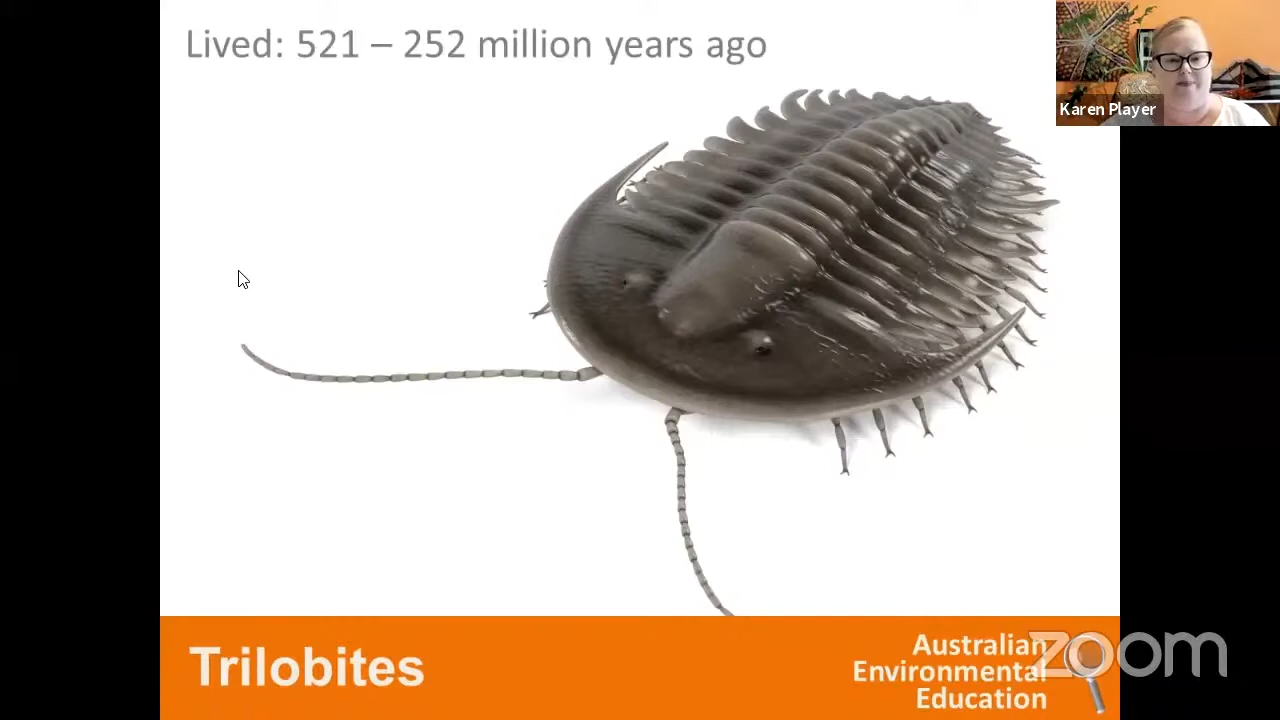 Lived: 521 – 252 million years ago
Karen Player
Trilobites
Australian
Environmental
Education
zoom